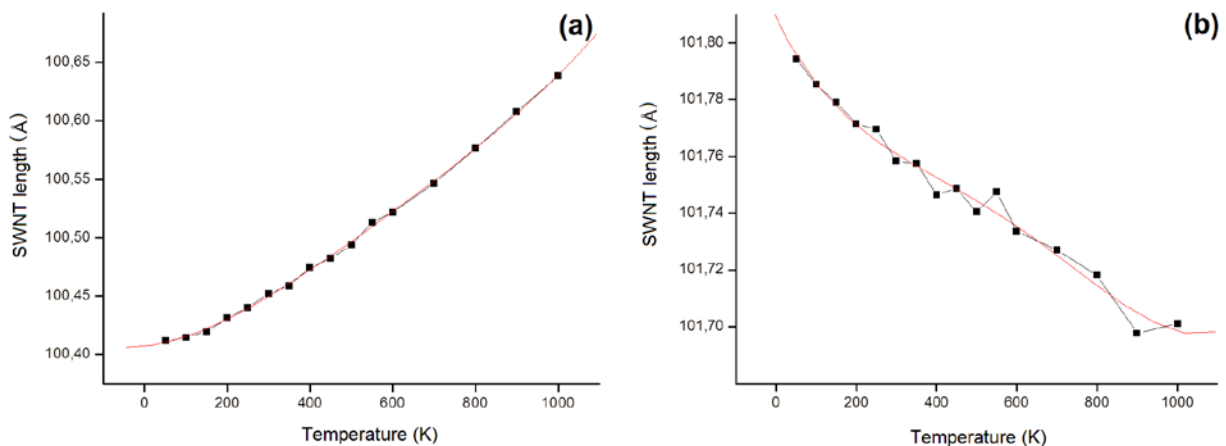 (a)
SWNT length (Å)
100,65
100,60
100,55
100,50
100,45
100,40
0 200 400 600 800 1000
Temperature (K)
(b)
SWNT length (Å)
101,80
101,78
101,76
101,74
101,72
101,70
0 200 400 600 800 1000
Temperature (K)